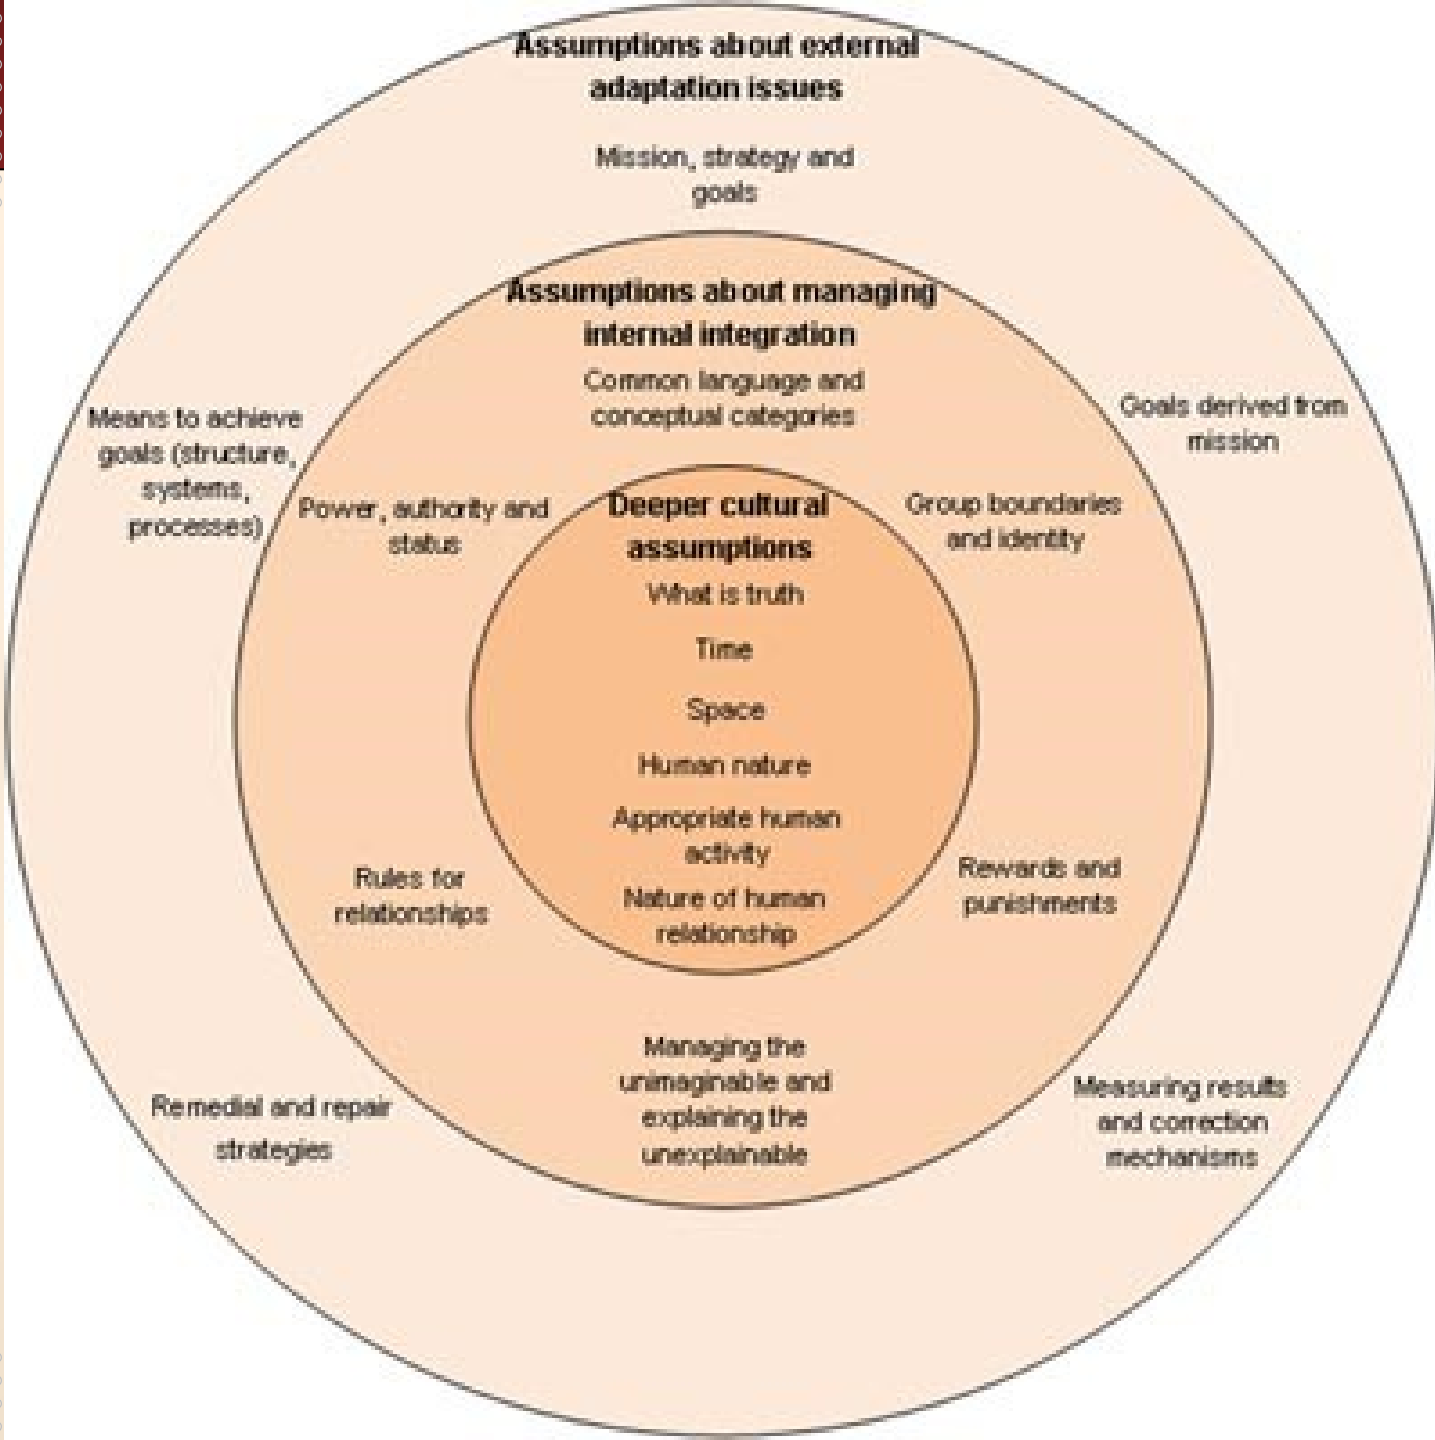 Assumptions about external
adaptation issues
Mission, strategy and
goals
Assumptions about managing
internal integration
Common language and
conceptual categories
Means to achieve
goals (structure,
systems,
processes)
Goals derived from
mission
Power, authority and
status
Deeper cultural
assumptions
Group boundaries
and identity
What is truth
Time
Space
Human nature
Appropriate human
activity
Nature of human
relationship
Rules for
relationships
Rewards and
punishments
Managing the
unimaginable and
explaining the
unexplainable
Remedial and repair
strategies
Measuring results
and correction
mechanisms